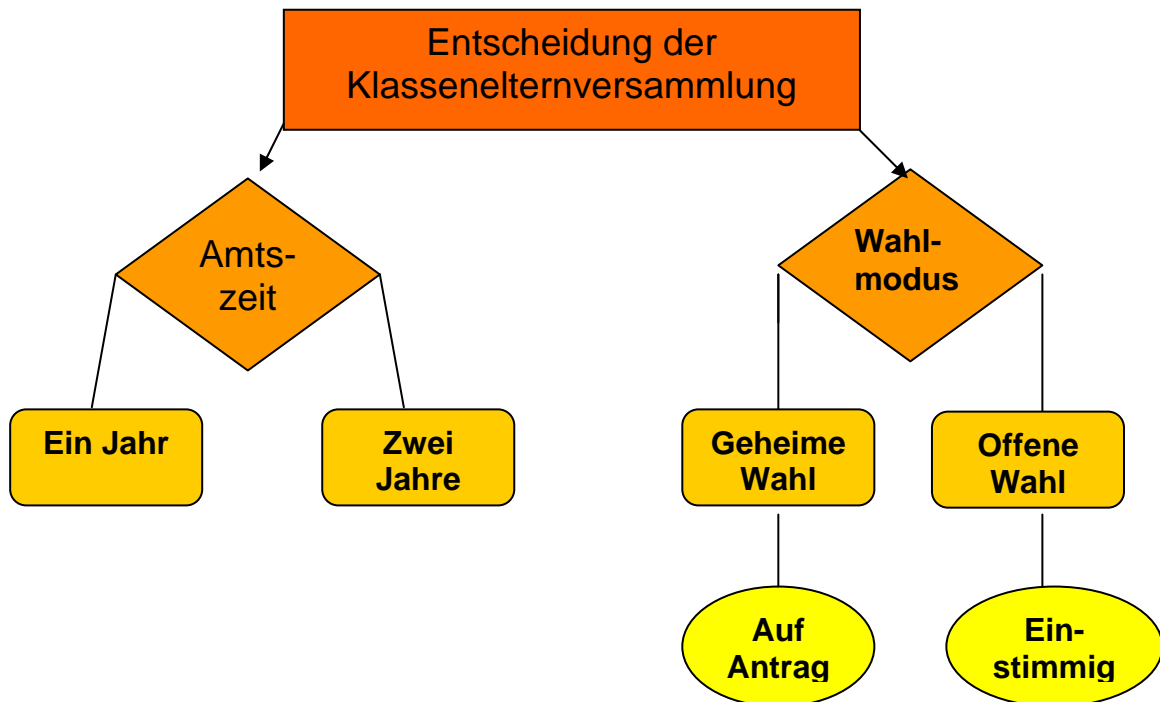 Entscheidung der
Klassenelternversammlung
Amts-
zeit
Wahl-
modus
Ein Jahr
Zwei
Jahre
Geheime
Wahl
Offene
Wahl
Auf
Antrag
Ein-
stimmig